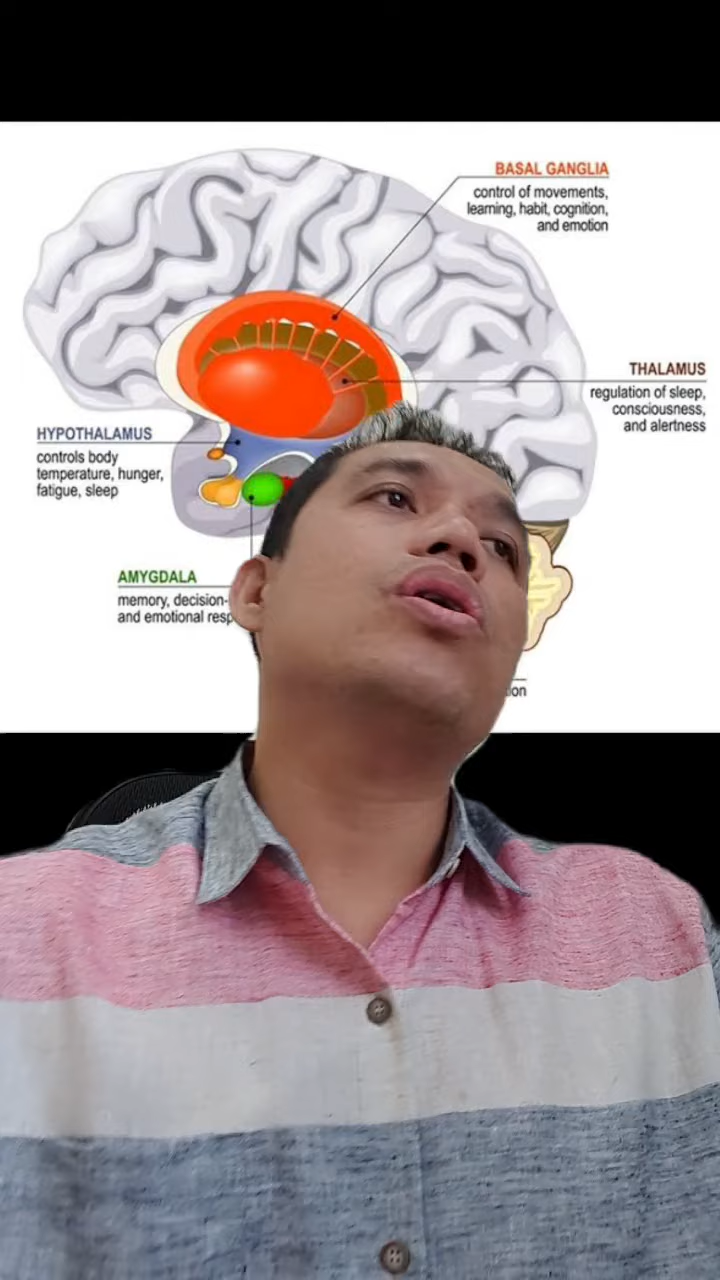 BASAL GANGLIA
control of movements,
learning, habit, cognition,
and emotion
THALAMUS
regulation of sleep,
consciousness,
and alertness
HYPOTHALAMUS
controls body
temperature, hunger,
fatigue, sleep
AMYGDALA
memory, decision-
and emotional